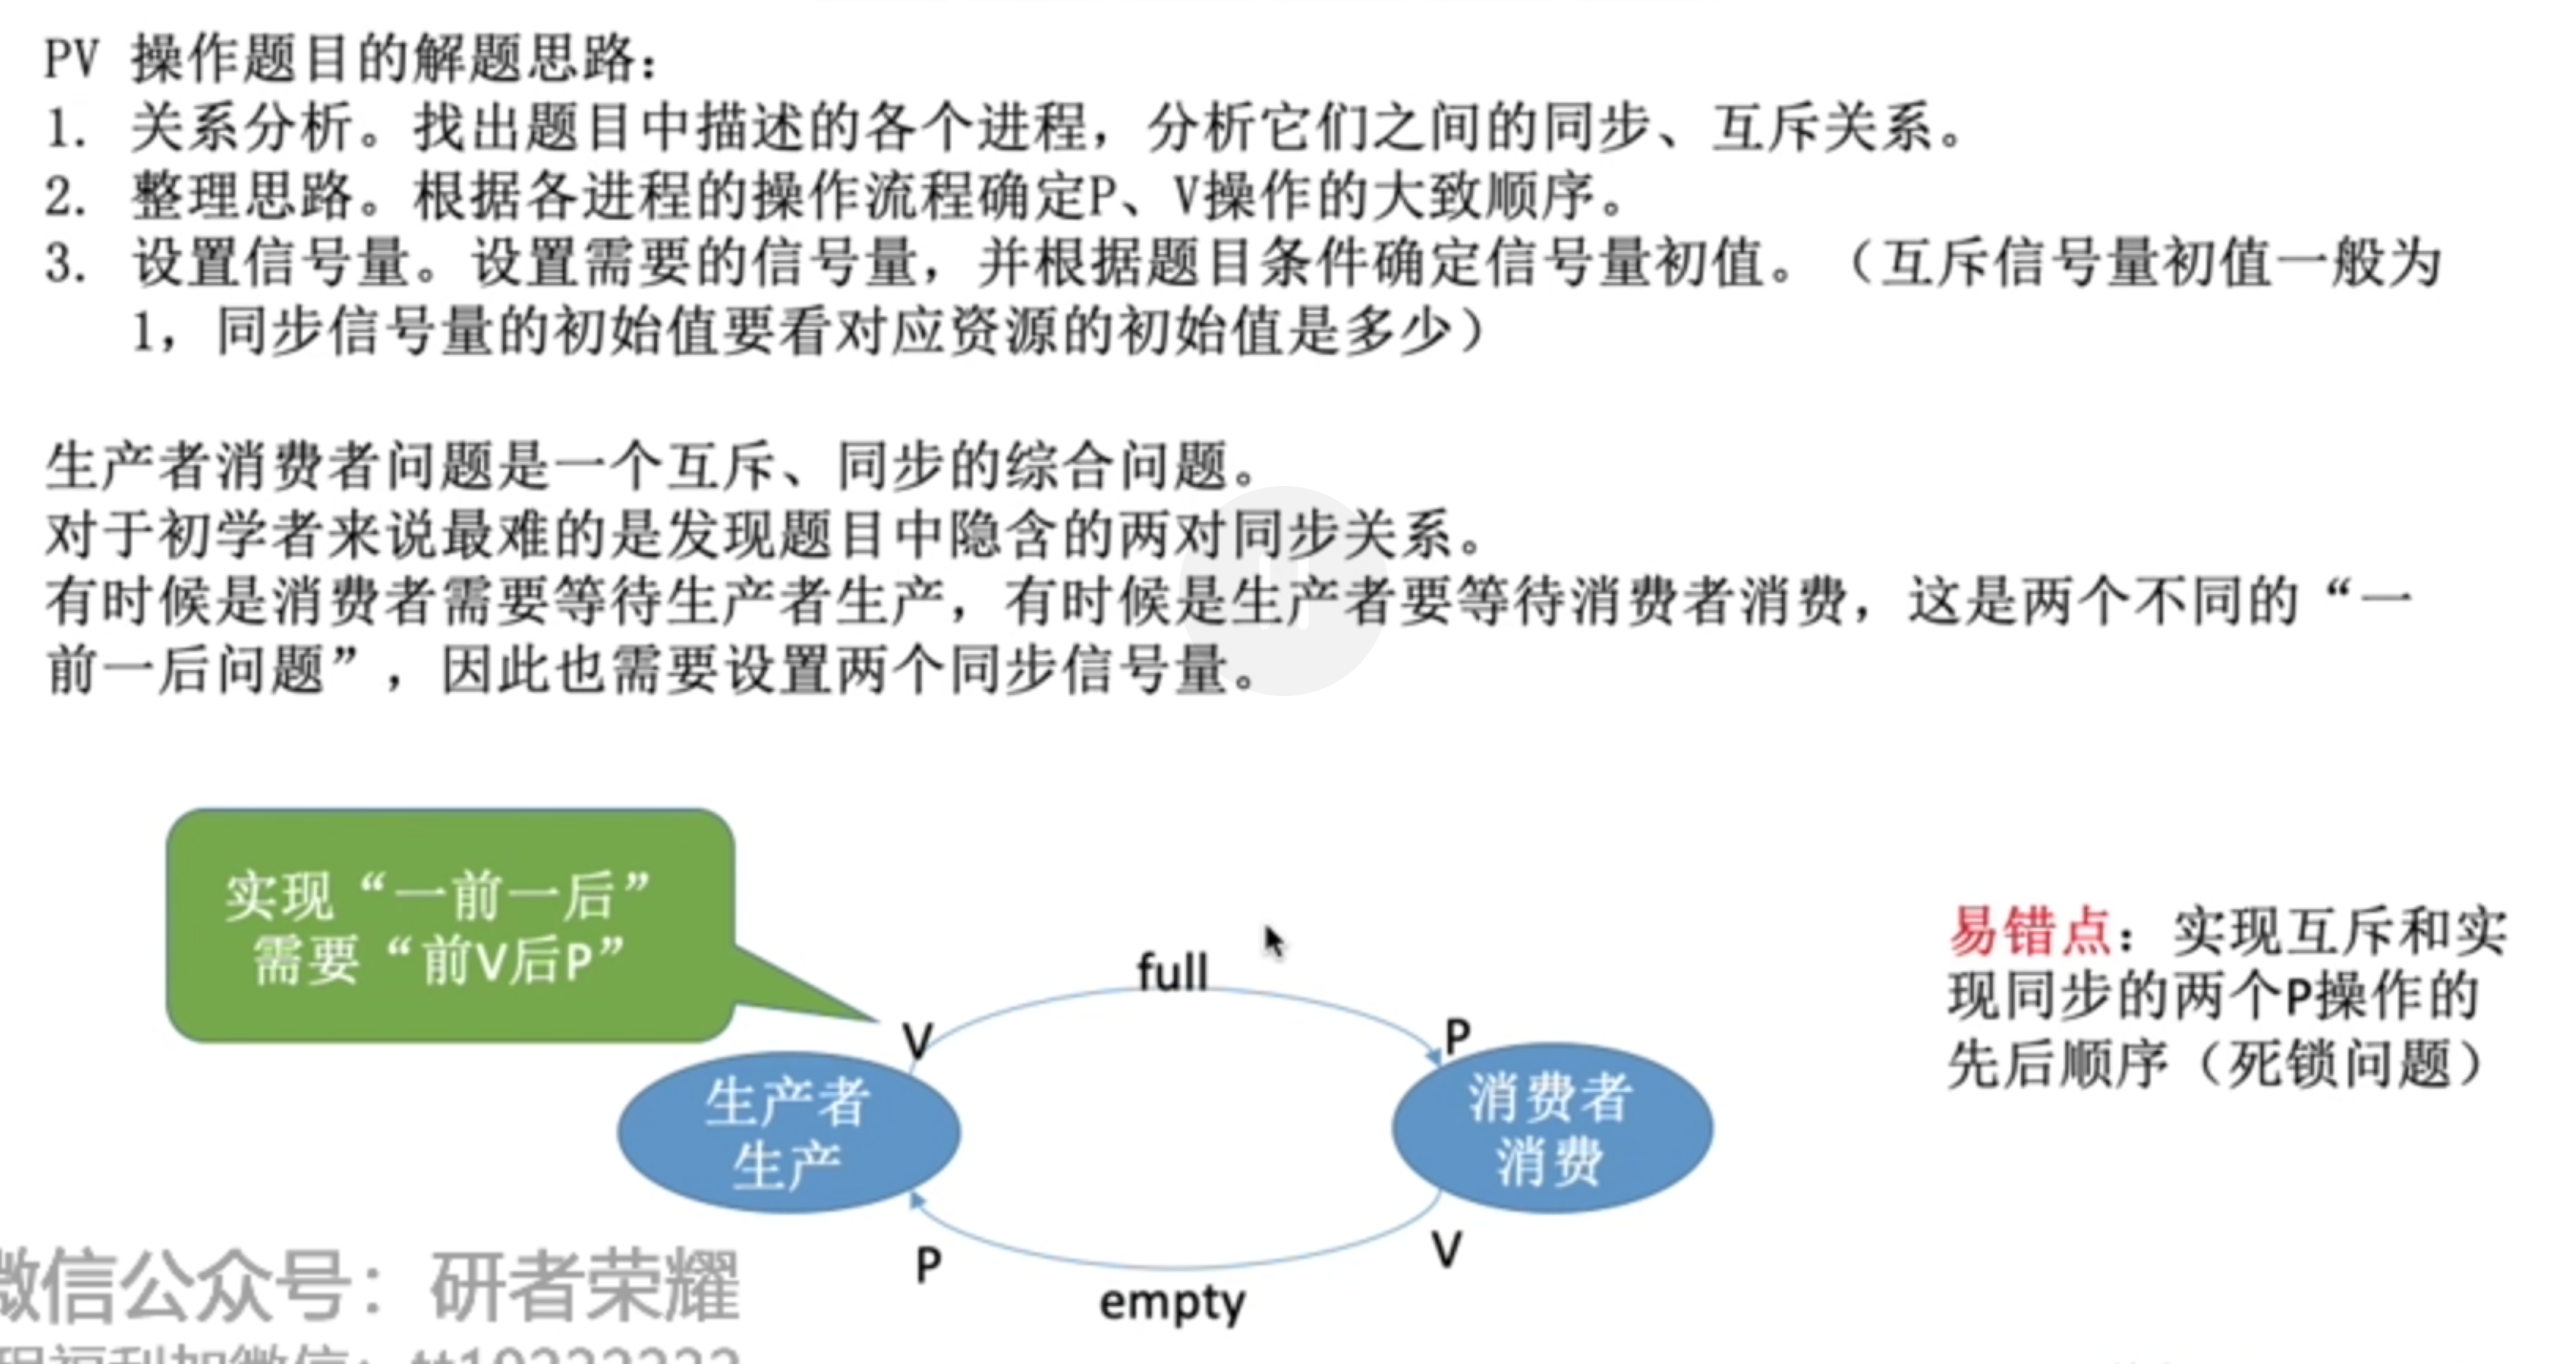 PV 操作题目的解题思路：
1. 关系分析。找出题目中描述的各个进程，分析它们之间的同步、互斥关系。
2. 整理思路。根据各进程的操作流程确定P、V操作的大致顺序。
3. 设置信号量。设置需要的信号量，并根据题目条件确定信号量初值。（互斥信号量初值一般为
1，同步信号量的初始值要看对应资源的初始值是多少）
生产者消费者问题是一个互斥、同步的综合问题。
对于初学者来说最难的是发现题目中隐含的两对同步关系。
有时候是消费者需要等待生产者生产，有时候是生产者要等待消费者消费，这是两个不同的“一
前一后问题”，因此也需要设置两个同步信号量。
实现“一前一后”
需要“前V后P”
full
V
P
生产者
生产
消费者
消费
P
V
empty
易错点：实现互斥和实
现同步的两个P操作的
先后顺序（死锁问题）
微信公众号：研者荣耀